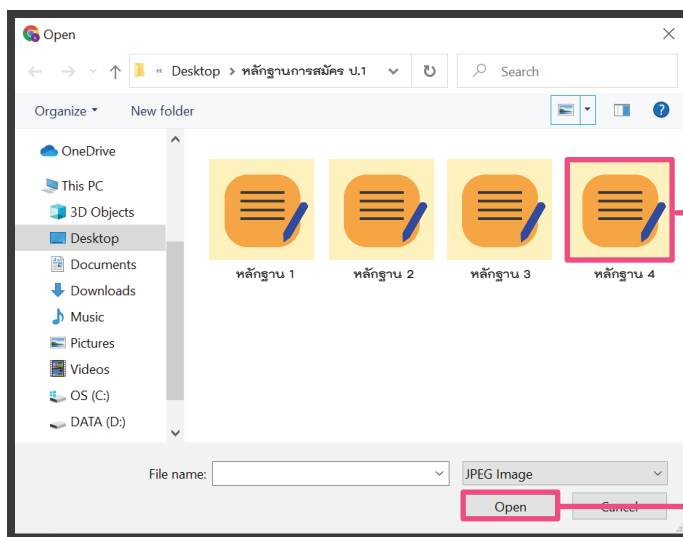 Open
« Desktop › หลักฐานการสมัคร ป.1
Search
Organize
New folder
OneDrive
This PC
3D Objects
Desktop
Documents
Downloads
Music
Pictures
Videos
OS (C:)
DATA (D:)
หลักฐาน 1
หลักฐาน 2
หลักฐาน 3
หลักฐาน 4
File name:
JPEG Image
Open
Cancel